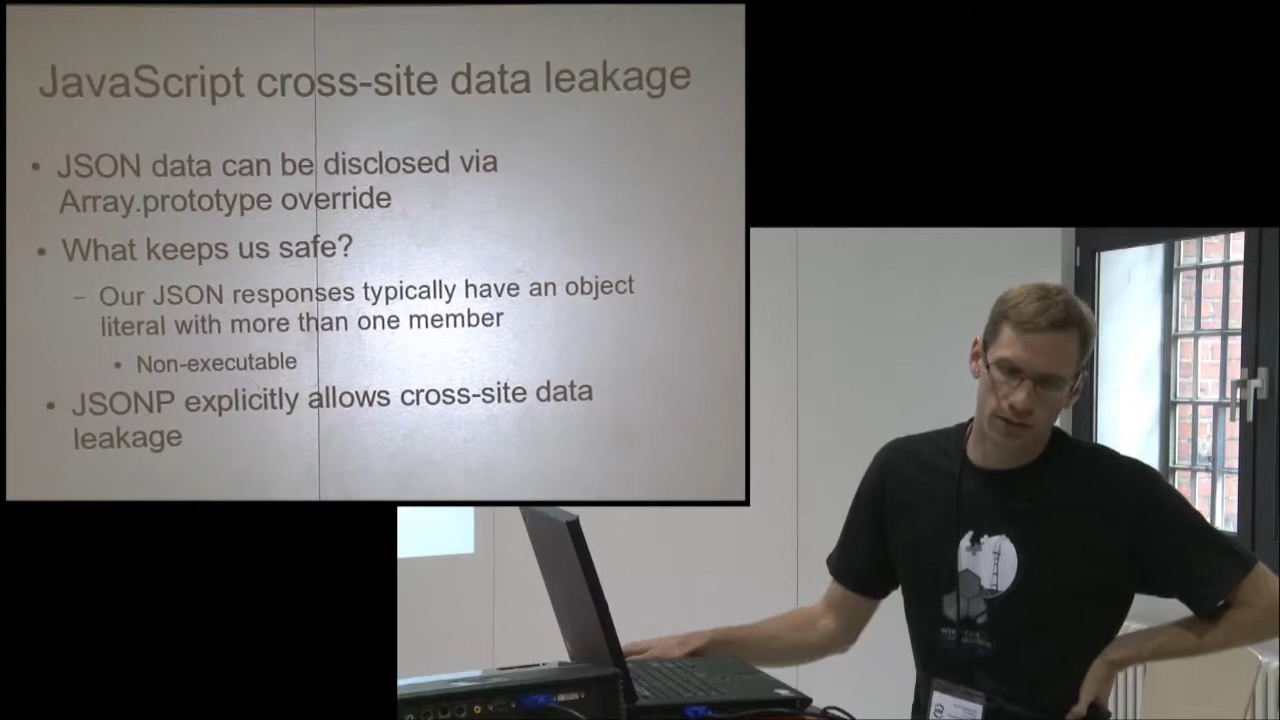 JavaScript cross-site data leakage
• JSON data can be disclosed via
Array.prototype override
• What keeps us safe?
– Our JSON responses typically have an object
literal with more than one member
• Non-executable
• JSONP explicitly allows cross-site data
leakage